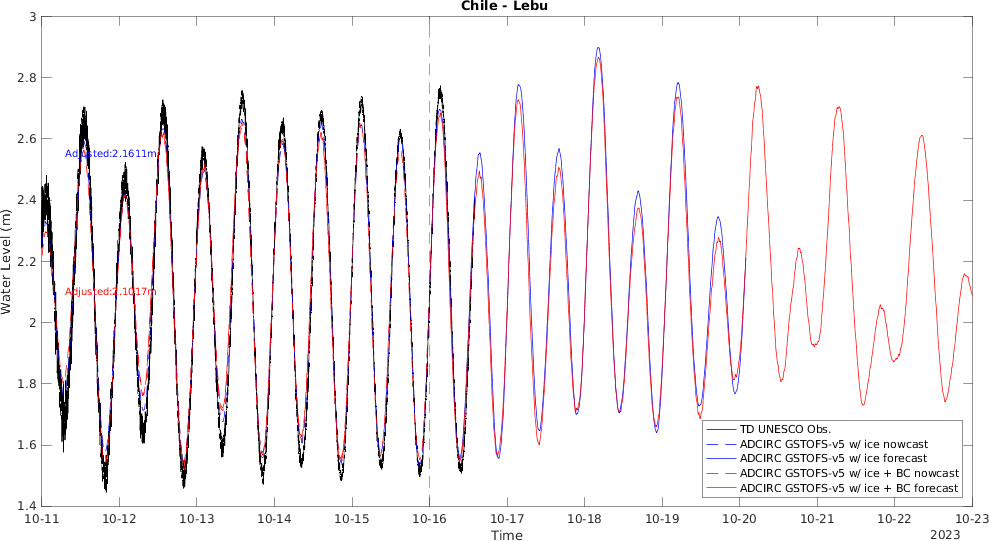 Chile - Lebu
3
2.8
2.6
2.4
2.2
2
1.8
1.6
1.4
Water Level (m)
Adjusted:2.1611m
Adjusted:2.1017m
TD UNESCO Obs.
ADCIRC GSTOFS-v5 w/ ice nowcast
ADCIRC GSTOFS-v5 w/ ice forecast
ADCIRC GSTOFS-v5 w/ ice + BC nowcast
ADCIRC GSTOFS-v5 w/ ice + BC forecast
10-11 10-12 10-13 10-14 10-15 10-16 10-17 10-18 10-19 10-20 10-21 10-22 10-23
Time
2023